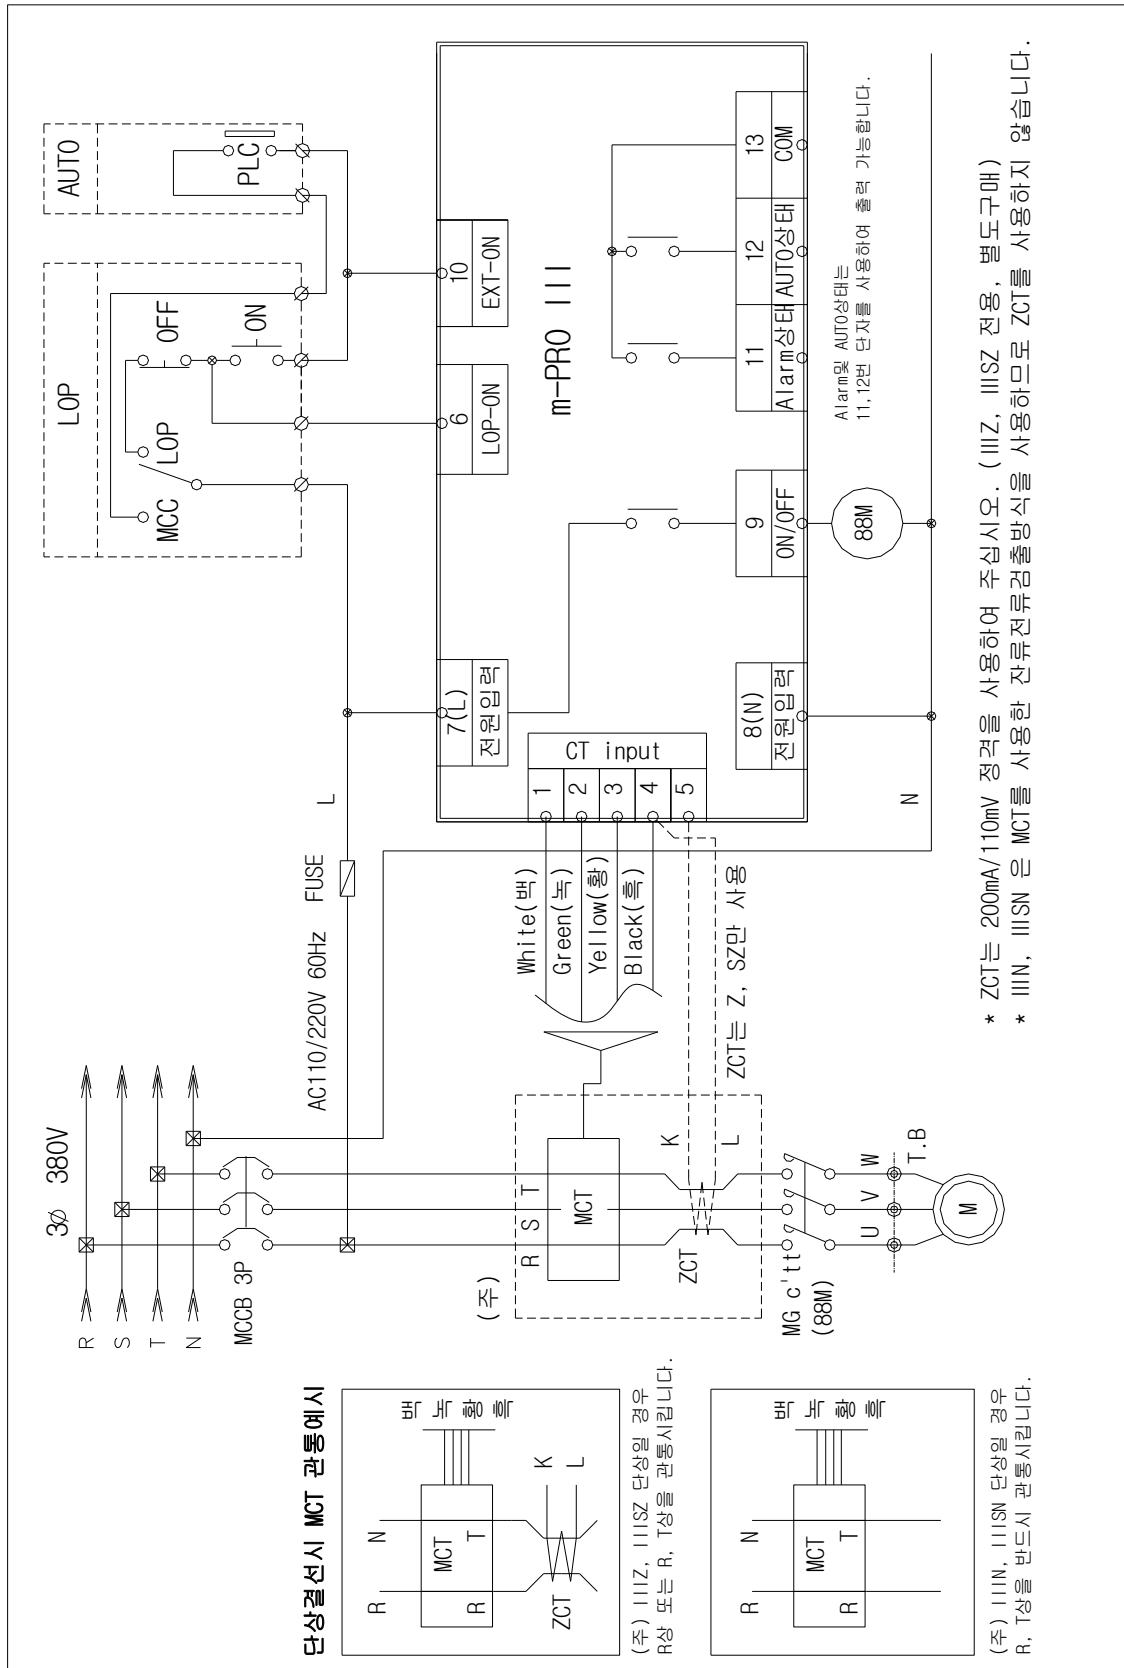 3∅ 380V
R
S
T
N
MCCB 3P
AC110/220V 60Hz
FUSE
L
LOP
MCC
LOP
OFF
ON
AUTO
PLC
7(L)
전원입력
6
LOP-ON
10
EXT-ON
m-PRO III
CT input
1
2
3
4
5
White(백)
Green(녹)
Yellow(황)
Black(흑)
8(N)
전원입력
9
ON/OFF
11
Alarm상태
12
AUTO상태
13
COM
88M
N
Alarm및 AUTO상태는
11,12번 단자를 사용하여 출력 가능합니다.
(주)
R S T
MCT
ZCT
K
L
ZCT는 Z, SZ만 사용
MG c'tt
(88M)
U V W
T.B
M
* ZCT는 200mA/110mV 정격을 사용하여 주십시오. (IIIZ, IIISZ 전용, 별도구매)
* IIIN, IIISN 은 MCT를 사용한 잔류전류검출방식을 사용하므로 ZCT를 사용하지 않습니다.
단상결선시 MCT 관통예시
R N
MCT
R T
백 녹 황 흑
ZCT
K
L
(주) IIIZ, IIISZ 단상일 경우
R상 또는 R, T상을 관통시킵니다.
R N
MCT
R T
백 녹 황 흑
(주) IIIN, IIISN 단상일 경우
R, T상을 반드시 관통시킵니다.